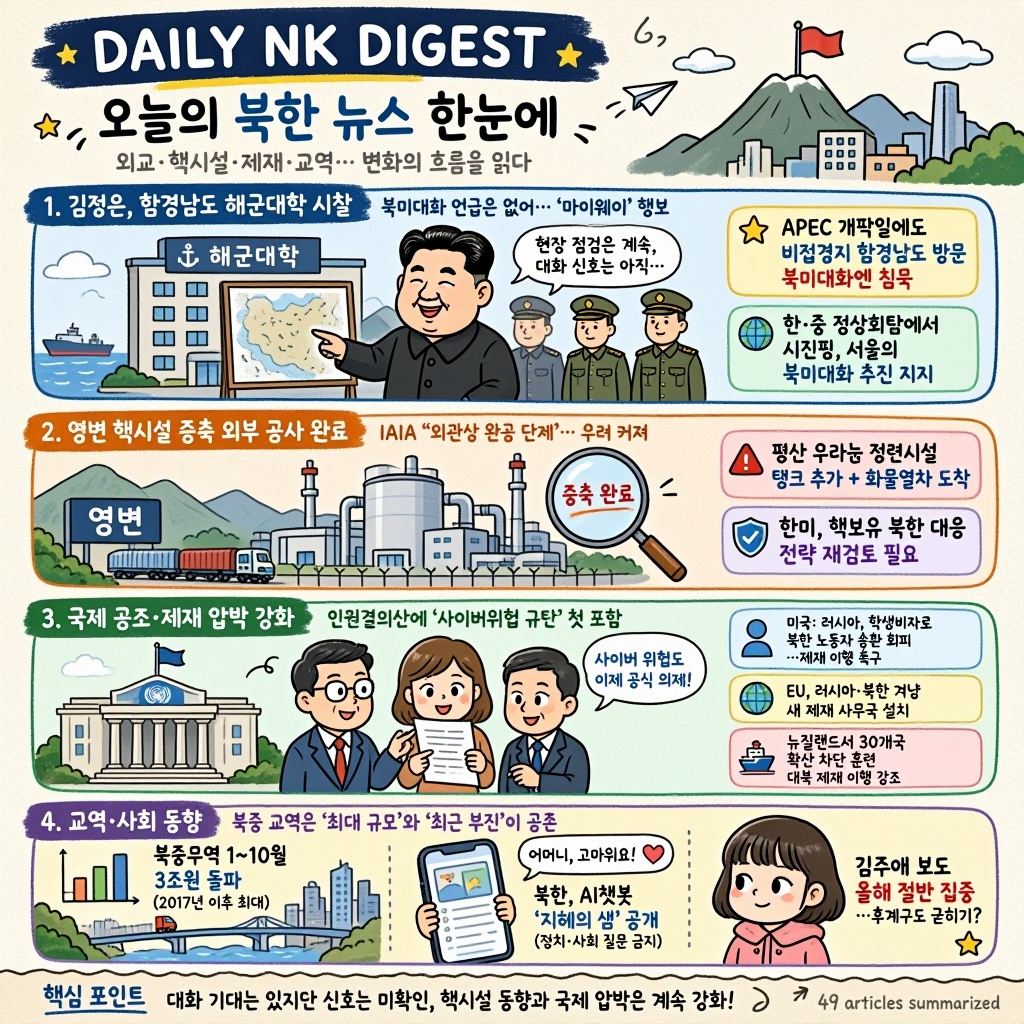 DAILY NK DIGEST
오늘의 북한 뉴스 한눈에
외교·핵시설·제재·교역… 변화의 흐름을 읽다
1. 김정은, 함경남도 해군대학 시찰
북미대화 언급은 없어… ‘마이웨이’ 행보
해군대학
현장 점검은 계속,
대화 신호는 아직…
APEC 개막일에도
비접경지 함경남도 방문
북미대화엔 침묵
한·중 정상회담에서
시진핑, 서울의
북미대화 추진 지지
2. 영변 핵시설 증축 외부 공사 완료
IAIA “외관상 완공 단제”… 우려 커져
영변
증축 완료
평산 우라늄 정련시설
탱크 추가 + 화물열차 도착
한미, 핵보유 북한 대응
전략 재검토 필요
3. 국제 공조·제재 압박 강화
인원결의산에 ‘사이버위험 규탄’ 첫 포함
사이버 위험도
이제 공식 의제!
미국: 러시아, 학생비자로
북한 노동자 송환 회피
…제재 이행 촉구
EU, 러시아·북한 겨냥
새 제재 사무국 설치
뉴질랜드서 30개국
확산 차단 훈련
대북 제재 이행 강조
4. 교역·사회 동향
북중 교역은 ‘최대 규모’와 ‘최근 부진’이 공존
북중무역 1~10월
3조원 돌파
(2017년 이후 최대)
어머니, 고마워요!
북한, AI챗봇
‘지혜의 샘’ 공개
(정치·사회 질문 금지)
김주애 보도
올해 절반 집중
…후계구도 굳히기?
핵심 포인트
대화 기대는 있지단 신호는 미확인, 핵시설 동향과 국제 압박은 계속 강화!
49 articles summarized